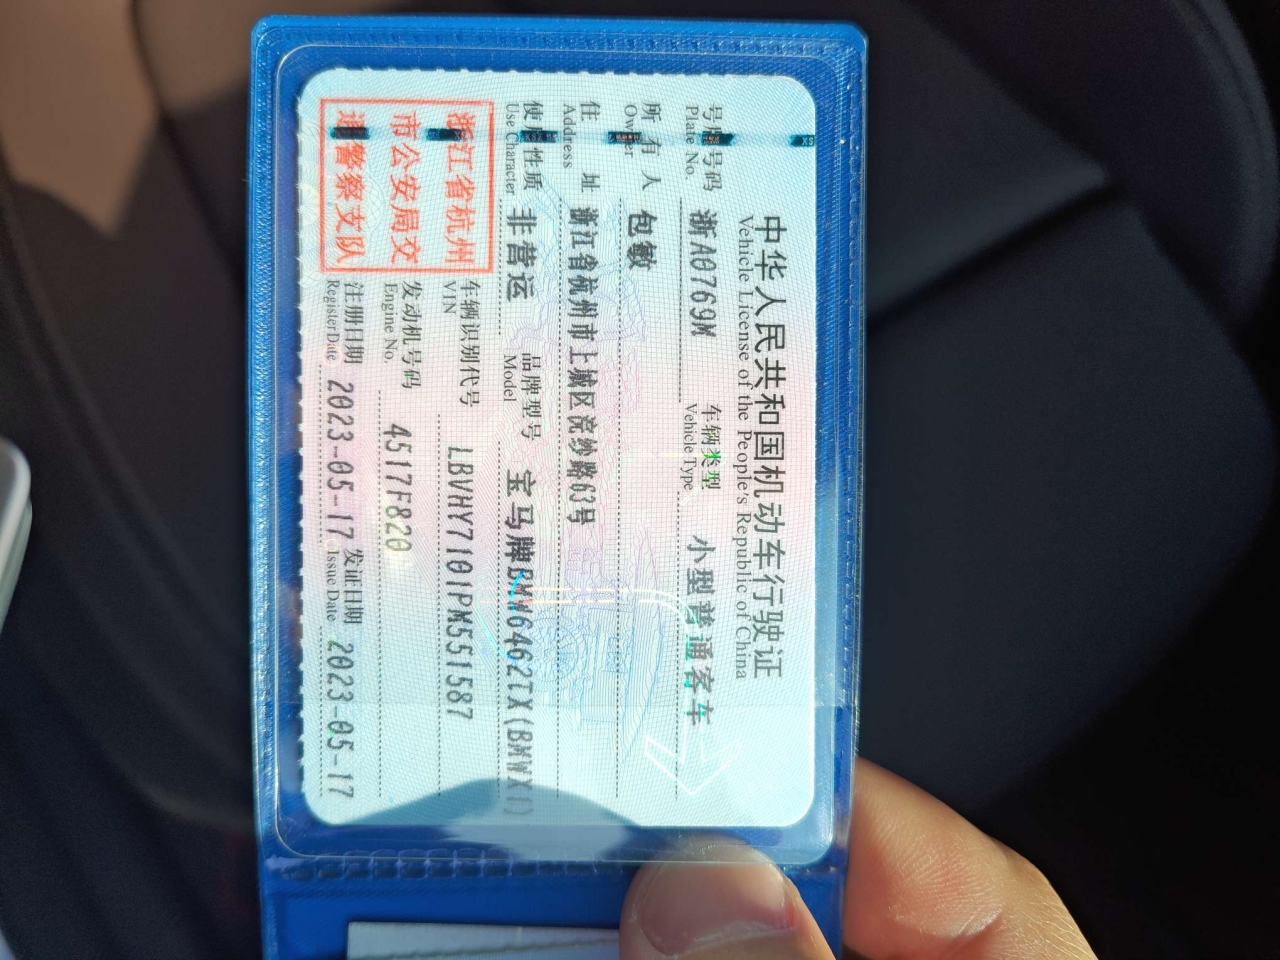 中华人民共和国机动车行驶证
Vehicle License of the People's Republic of China
号牌号码 浙A0769M 车辆类型 小型普通客车
Plate No. Vehicle Type
所有人 包敏
Owner
住址 浙江省杭州市上城区浣纱路63号
Address
使用性质 非营运 品牌型号 宝马牌BMW6462TX(BMWX1)
Use Character Model
车辆识别代号 LBVHY7101PM551587
VIN
发动机号码 4517F820
Engine No.
注册日期 2023-05-17 发证日期 2023-05-17
Register Date Issue Date
浙江省杭州
市公安局交
通警察支队